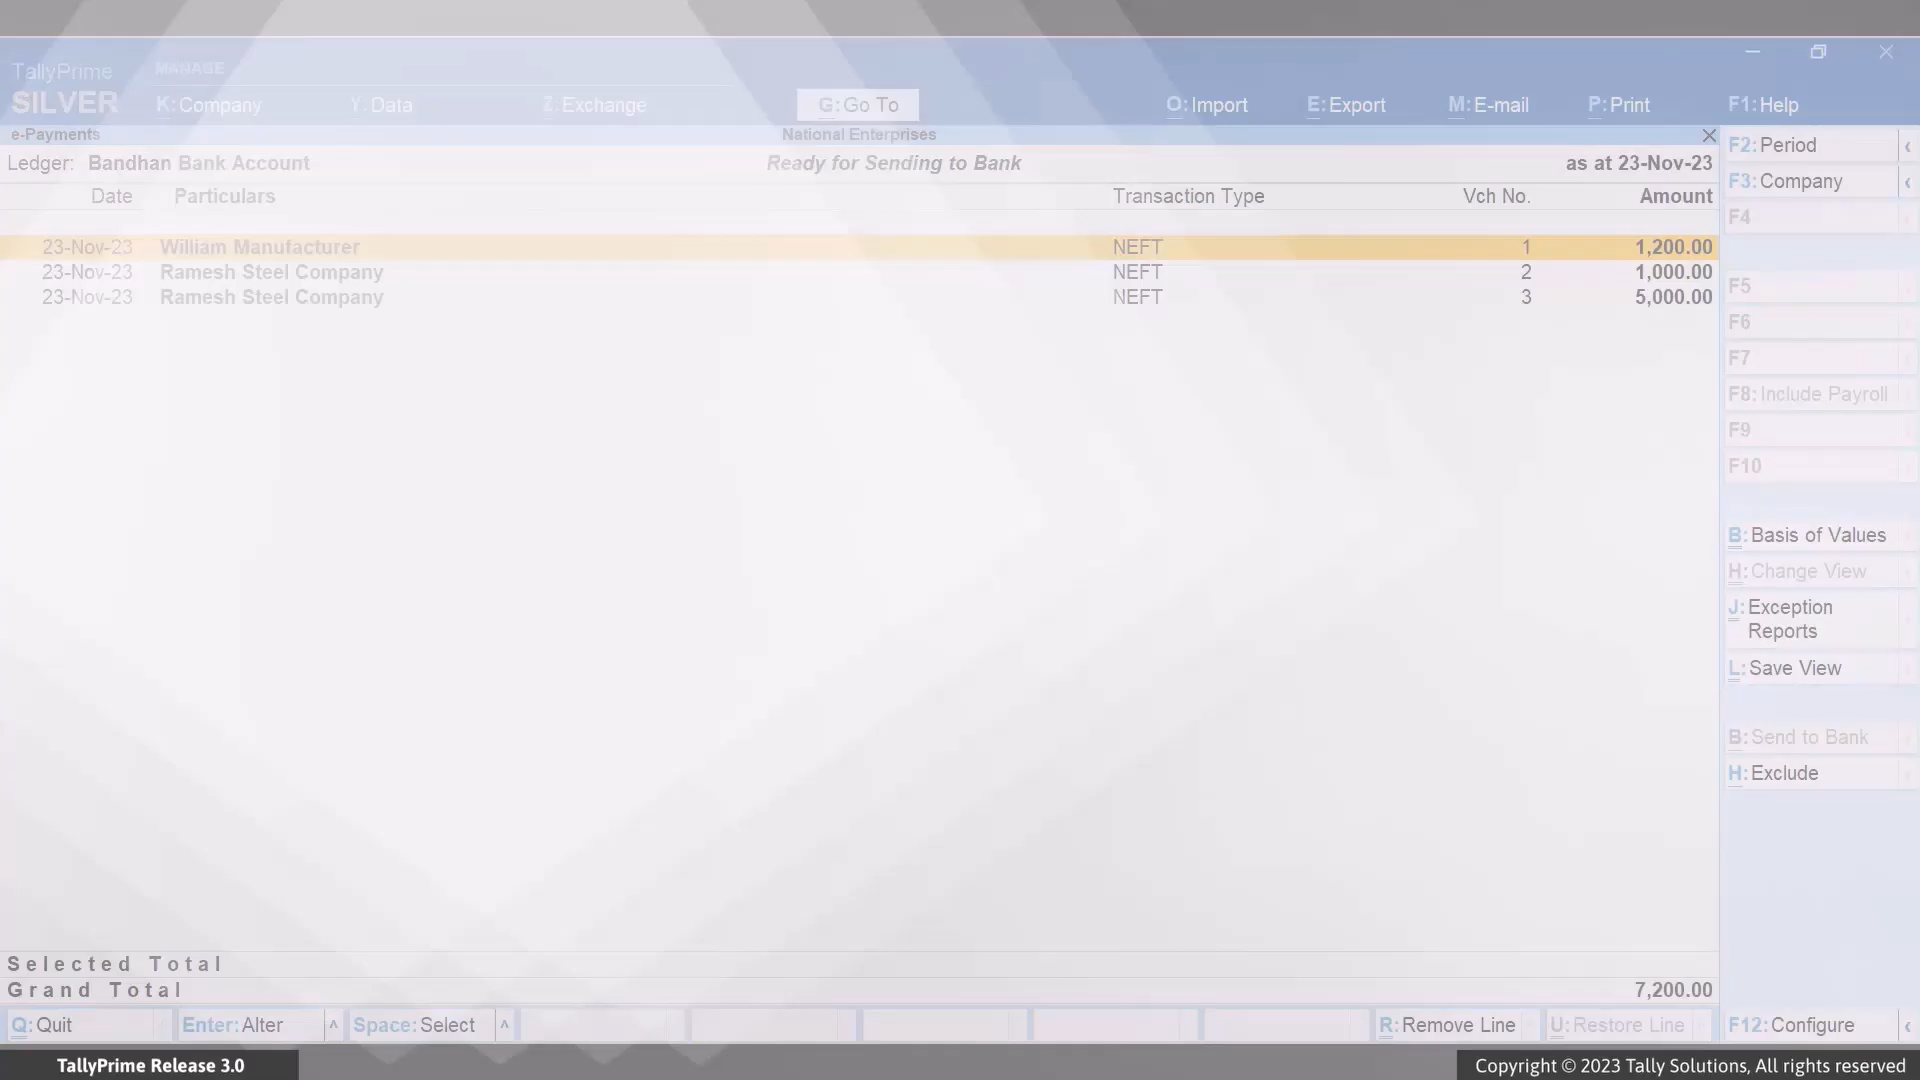 TallyPrime
MANAGE
SILVER
K: Company
Y: Data
Z: Exchange
G: Go To
O: Import
E: Export
M: E-mail
P: Print
F1: Help
e-Payments
National Enterprises
Ledger: Bandhan Bank Account
Ready for Sending to Bank
as at 23-Nov-23
Date Particulars Transaction Type Vch No. Amount
23-Nov-23 William Manufacturer NEFT 1 1,200.00
23-Nov-23 Ramesh Steel Company NEFT 2 1,000.00
23-Nov-23 Ramesh Steel Company NEFT 3 5,000.00
F2: Period
F3: Company
F4
F5
F6
F7
F8: Include Payroll
F9
F10
B: Basis of Values
H: Change View
J: Exception
Reports
L: Save View
B: Send to Bank
H: Exclude
Selected Total
Grand Total 7,200.00
Q: Quit
Enter: Alter
Space: Select
R: Remove Line
U: Restore Line
F12: Configure
TallyPrime Release 3.0
Copyright © 2023 Tally Solutions, All rights reserved